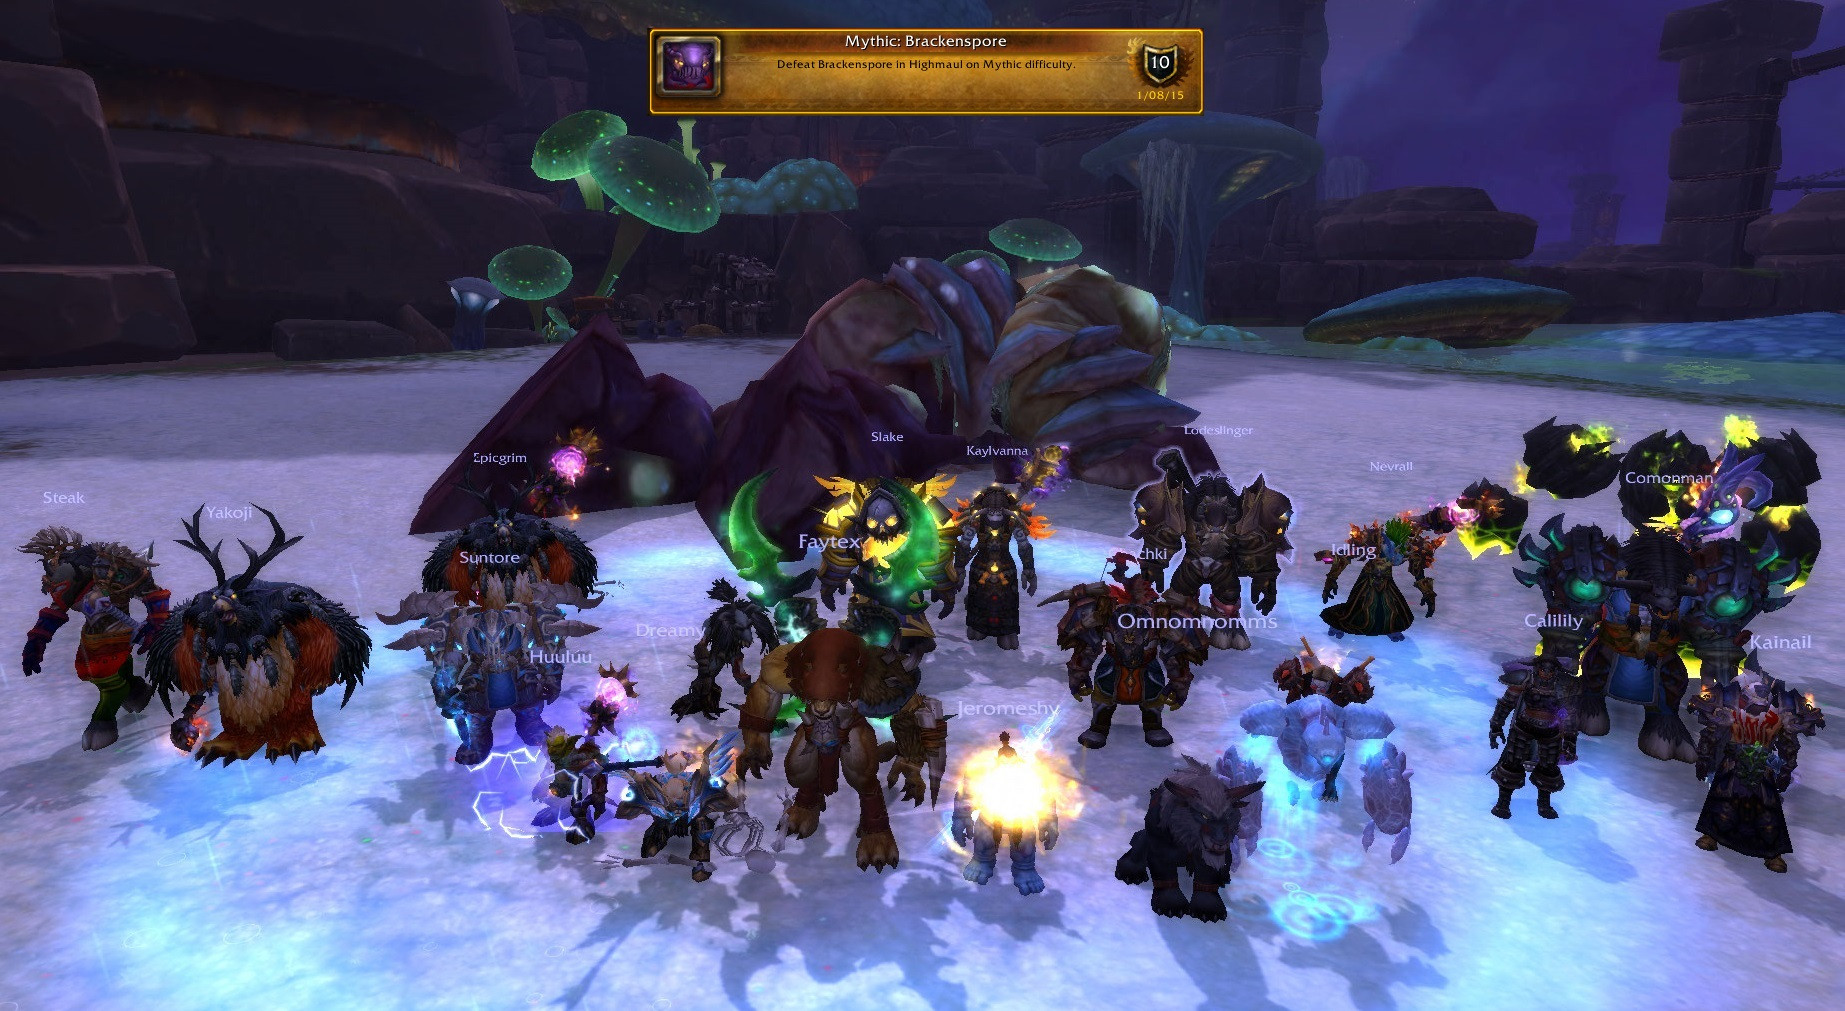 Mythic: Brackenspore
Defeat Brackenspore in Highmaul on Mythic difficulty.
10
1/08/15
Slake
Lodeslinger
Epicgrim
Kaylvanna
Nevrall
Steak
Comonman
Yakoji
Suntore
Faytex
Idling
Dreamy
Omnomnomms
Calilily
Huuluu
Kainail
Jeromeshy